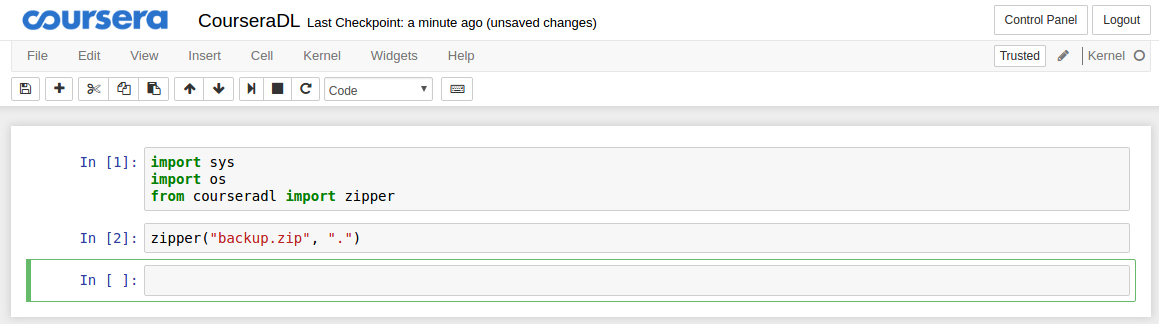 coursera CourseraDL Last Checkpoint: a minute ago (unsaved changes) Control Panel Logout
File Edit View Insert Cell Kernel Widgets Help Trusted Kernel
Code
In [1]: import sys
import os
from courseradl import zipper
In [2]: zipper("backup.zip", ".")
In [ ]: